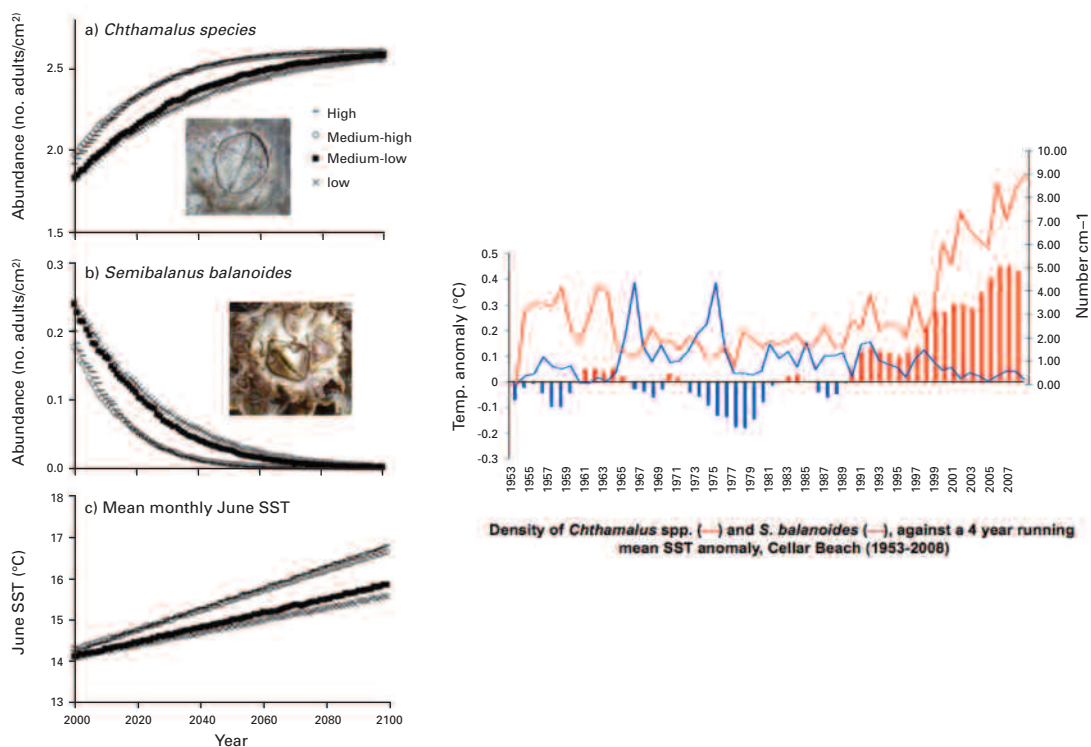 a) Chthamalus species
Abundance (no. adults/cm²)
2.5
2.0
1.5
High
Medium-high
Medium-low
low
b) Semibalanus balanoides
Abundance (no. adults/cm²)
0.3
0.2
0.1
0.0
c) Mean monthly June SST
June SST (°C)
18
17
16
15
14
13
2000 2020 2040 2060 2080 2100
Year
Temp. anomaly (°C)
0.5
0.4
0.3
0.2
0.1
0
-0.1
-0.2
-0.3
10.00
9.00
8.00
7.00
6.00
5.00
4.00
3.00
2.00
1.00
0.00
Number cm–1
1953 1955 1957 1959 1961 1963 1965 1967 1969 1971 1973 1975 1977 1979 1981 1983 1985 1987 1989 1991 1993 1995 1997 1999 2001 2003 2005 2007
Density of Chthamalus spp. (—) and S. balanoides (—), against a 4 year running
mean SST anomaly, Cellar Beach (1953-2008)